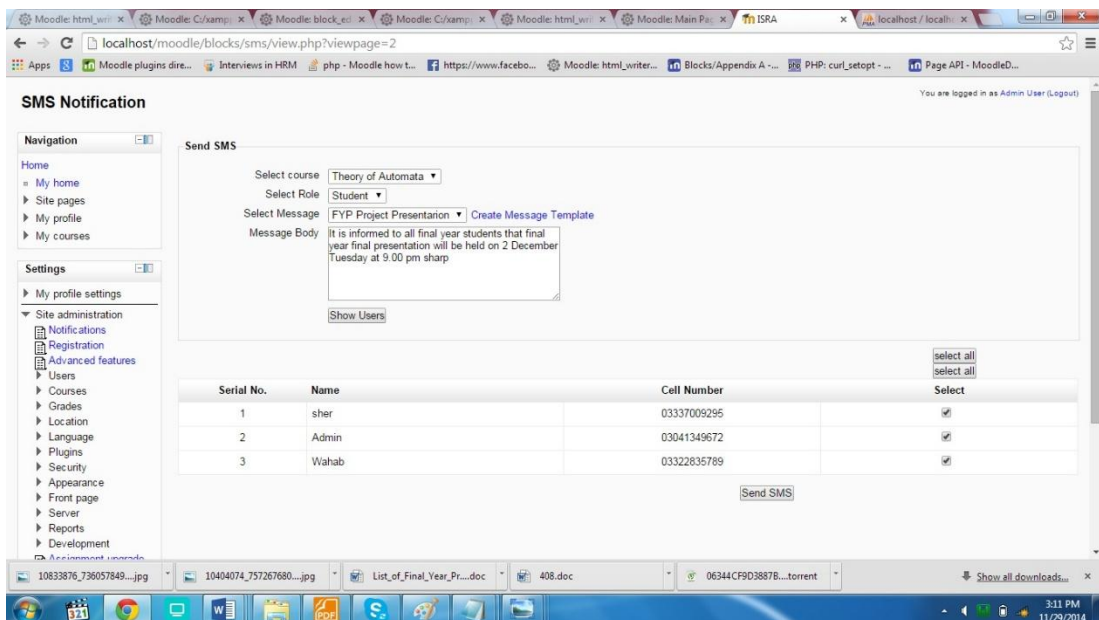 Moodle: html_wri
Moodle: C:/xamp
Moodle: block_ed
Moodle: C:/xamp
Moodle: html_wri
Moodle: Main Pag
ISRA
localhost / localh
localhost/moodle/blocks/sms/view.php?viewpage=2
Apps
Moodle plugins dire...
Interviews in HRM
php - Moodle how t...
https://www.facebo...
Moodle: html_writer...
Blocks/Appendix A -...
PHP: curl_setopt - ...
Page API - MoodleD...
You are logged in as Admin User (Logout)
SMS Notification
Navigation
Home
My home
Site pages
My profile
My courses
Settings
My profile settings
Site administration
Notifications
Registration
Advanced features
Users
Courses
Grades
Location
Language
Plugins
Security
Appearance
Front page
Server
Reports
Development
Assignment upgrade
Send SMS
Select course Theory of Automata
Select Role Student
Select Message FYP Project Presentarion Create Message Template
Message Body It is informed to all final year students that final
year final presentation will be held on 2 December
Tuesday at 9.00 pm sharp
Show Users
select all
select all
Serial No. Name Cell Number Select
1 sher 03337009295
2 Admin 03041349672
3 Wahab 03322835789
Send SMS
10833876_736057849....jpg
10404074_757267680....jpg
List_of_Final_Year_Pr....doc
408.doc
06344CF9D3887B....torrent
Show all downloads...
321
PDF
3:11 PM
11/29/2014